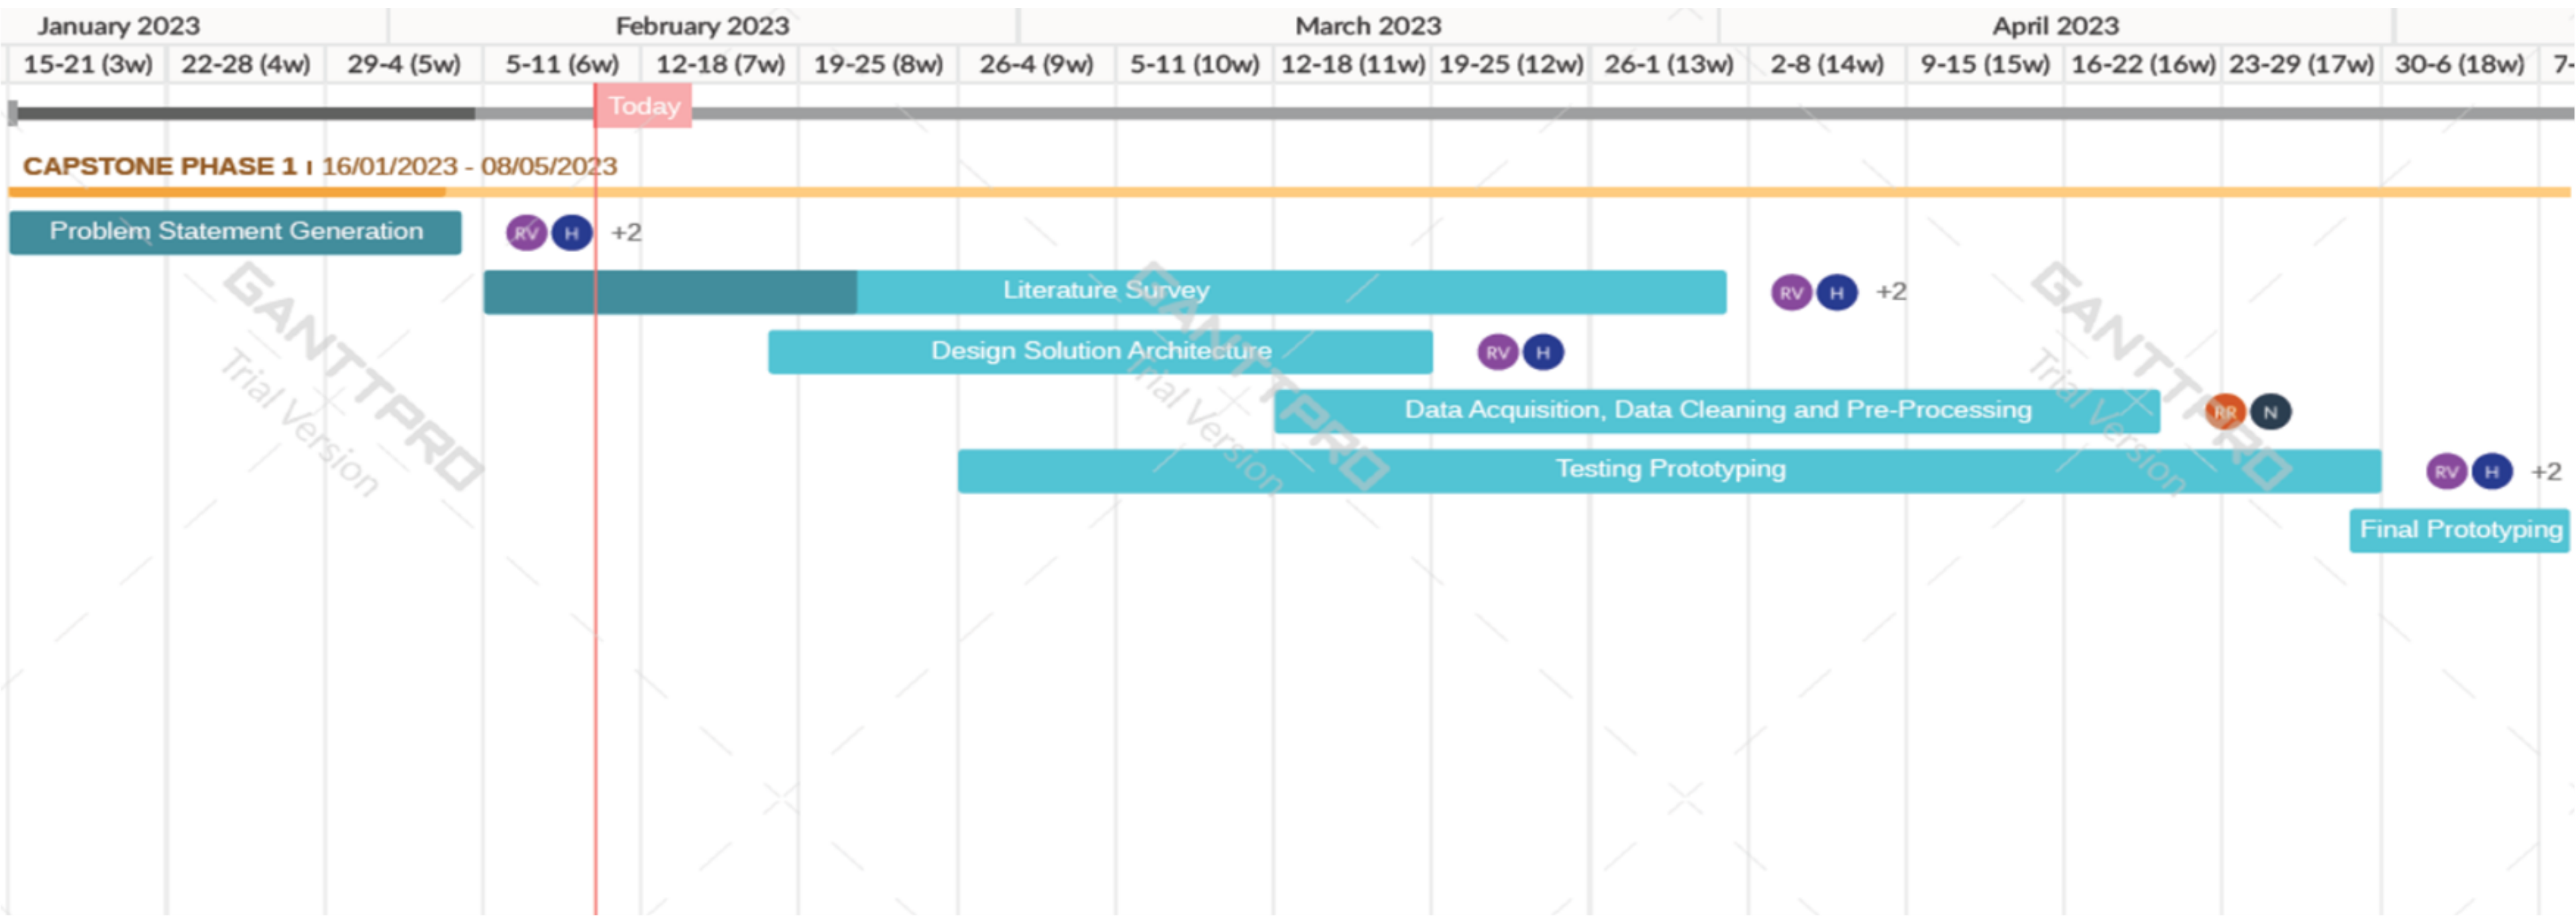 January 2023 February 2023 March 2023 April 2023
15-21 (3w) 22-28 (4w) 29-4 (5w) 5-11 (6w) 12-18 (7w) 19-25 (8w) 26-4 (9w) 5-11 (10w) 12-18 (11w) 19-25 (12w) 26-1 (13w) 2-8 (14w) 9-15 (15w) 16-22 (16w) 23-29 (17w) 30-6 (18w) 7-
Today
CAPSTONE PHASE 1 ı 16/01/2023 - 08/05/2023
Problem Statement Generation RV H +2
Literature Survey RV H +2
Design Solution Architecture RV H
Data Acquisition, Data Cleaning and Pre-Processing RR N
Testing Prototyping RV H +2
Final Prototyping
GANTTPRO
Trial Version
GANTTPRO
Trial Version
GANTTPRO
Trial Version